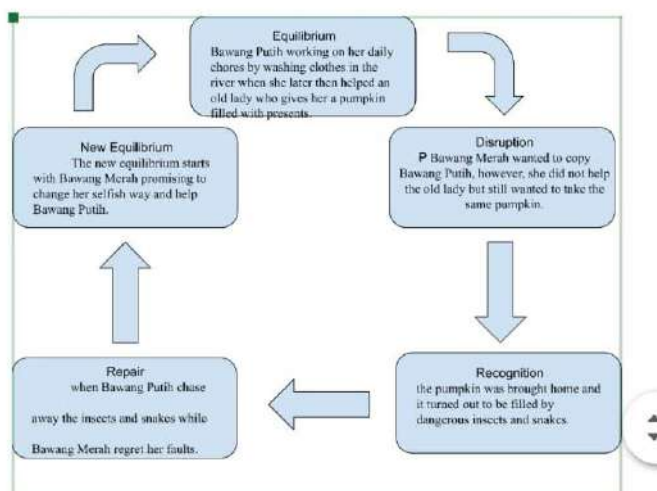 Equilibrium
Bawang Putih working on her daily
chores by washing clothes in the
river when she later then helped an
old lady who gives her a pumpkin
filled with presents.
Disruption
P Bawang Merah wanted to copy
Bawang Putih, however, she did not help
the old lady but still wanted to take the
same pumpkin.
Recognition
the pumpkin was brought home and
it turned out to be filled by
dangerous insects and snakes.
Repair
when Bawang Putih chase
away the insects and snakes while
Bawang Merah regret her faults.
New Equilibrium
The new equilibrium starts
with Bawang Merah promising to
change her selfish way and help
Bawang Putih.